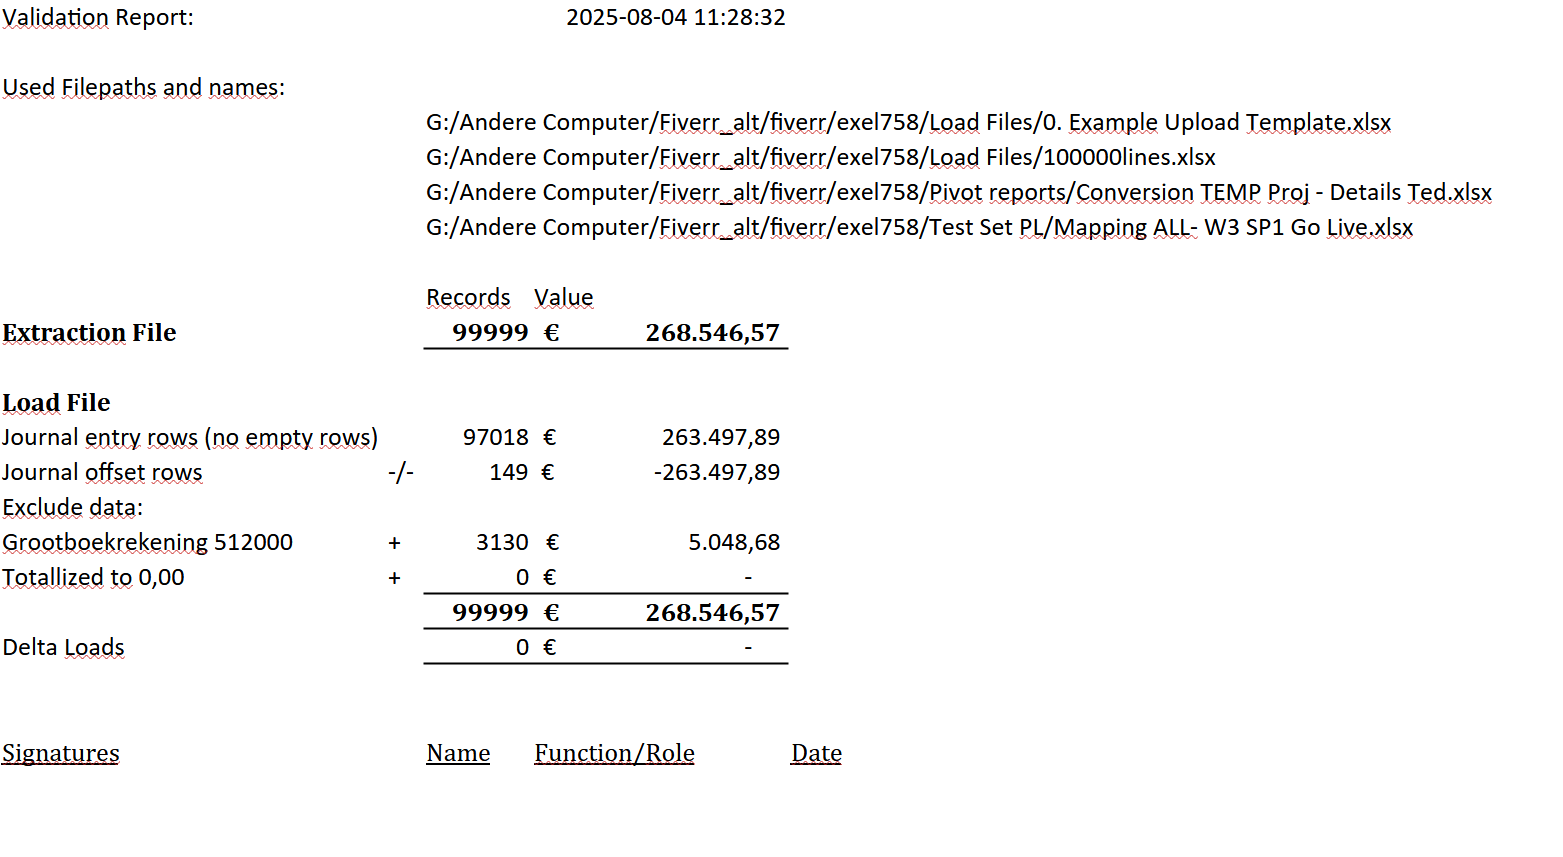 Validation Report: 2025-08-04 11:28:32
Used Filepaths and names:
G:/Andere Computer/Fiverr_alt/fiverr/exel758/Load Files/0. Example Upload Template.xlsx
G:/Andere Computer/Fiverr_alt/fiverr/exel758/Load Files/100000lines.xlsx
G:/Andere Computer/Fiverr_alt/fiverr/exel758/Pivot reports/Conversion TEMP Proj - Details Ted.xlsx
G:/Andere Computer/Fiverr_alt/fiverr/exel758/Test Set PL/Mapping ALL- W3 SP1 Go Live.xlsx
Records Value
Extraction File 99999 € 268.546,57
Load File
Journal entry rows (no empty rows) 97018 € 263.497,89
Journal offset rows -/- 149 € -263.497,89
Exclude data:
Grootboekrekening 512000 + 3130 € 5.048,68
Totallized to 0,00 + 0 € -
99999 € 268.546,57
Delta Loads 0 € -
Signatures Name Function/Role Date